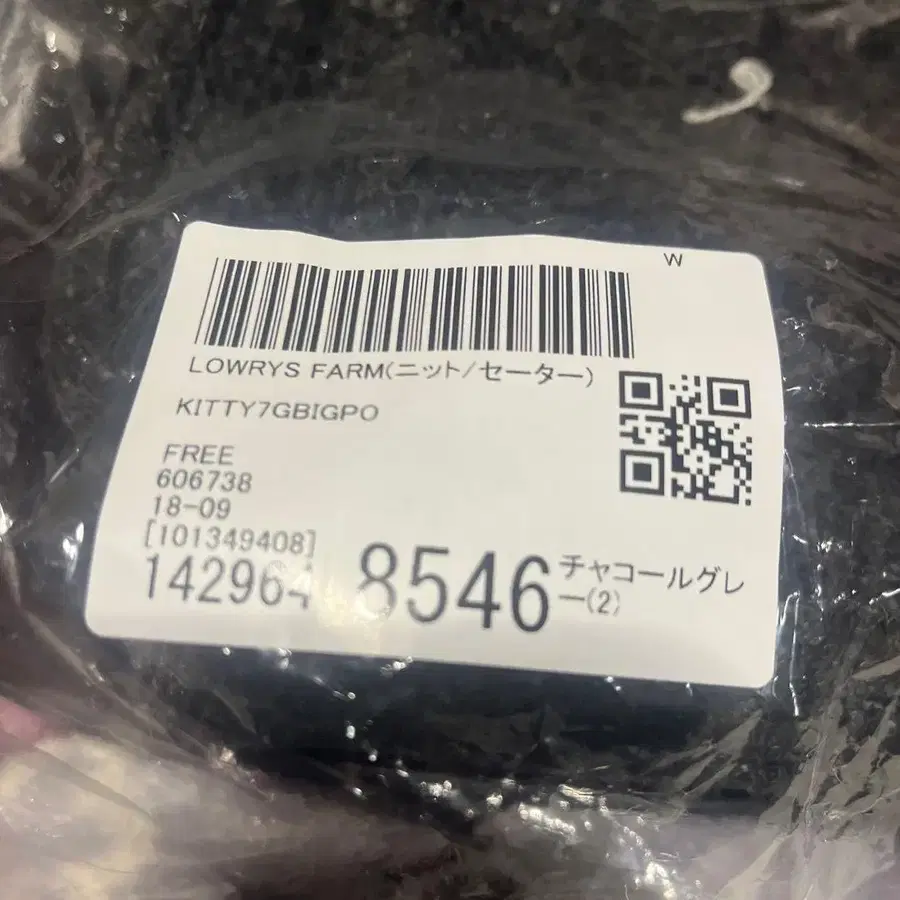 W
LOWRYS FARM(ニット/セーター)
KITTY7GBIGPO
FREE
606738
18-09
[101349408]
142964 8546 チャコールグレ
ー(2)